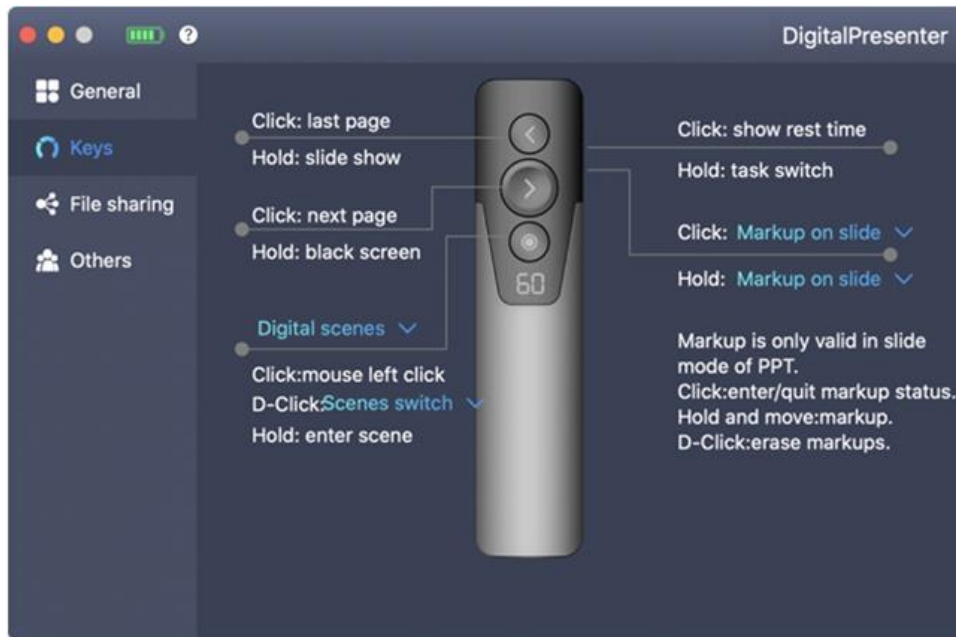 DigitalPresenter
General
Keys
File sharing
Others
Click: last page
Hold: slide show
Click: next page
Hold: black screen
Digital scenes
Click:mouse left click
D-Click:Scenes switch
Hold: enter scene
60
Click: show rest time
Hold: task switch
Click: Markup on slide
Hold: Markup on slide
Markup is only valid in slide
mode of PPT.
Click:enter/quit markup status.
Hold and move:markup.
D-Click:erase markups.